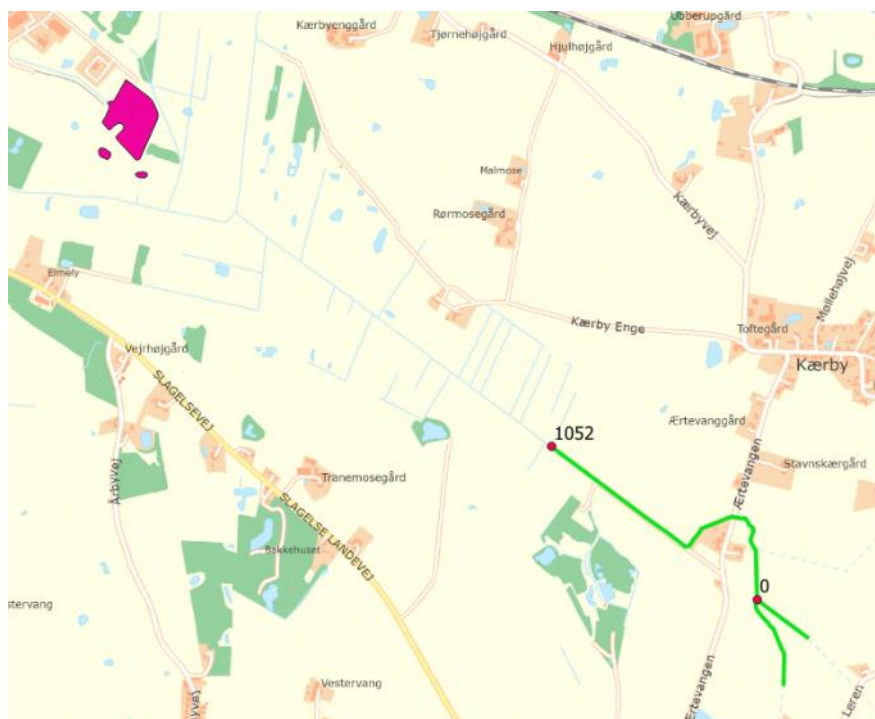 Kærbyenggård
Tjørnehøjgård
Ubberupgård
Hjulhøjgård
Malmose
Rørmosegård
Kærbyvej
Møllehøjvej
Elmely
Kærby Enge
Toftegård
Kærby
Vejrhøjgård
SLAGELSEVEJ
Ærtevanggård
1052
Stavnskærgård
Ærtevangen
Årbyvej
Tranemosegård
SLAGELSE LANDEVEJ
Bakkehuset
0
stervang
Vestervang
Ærtevangen
Leren
byvej